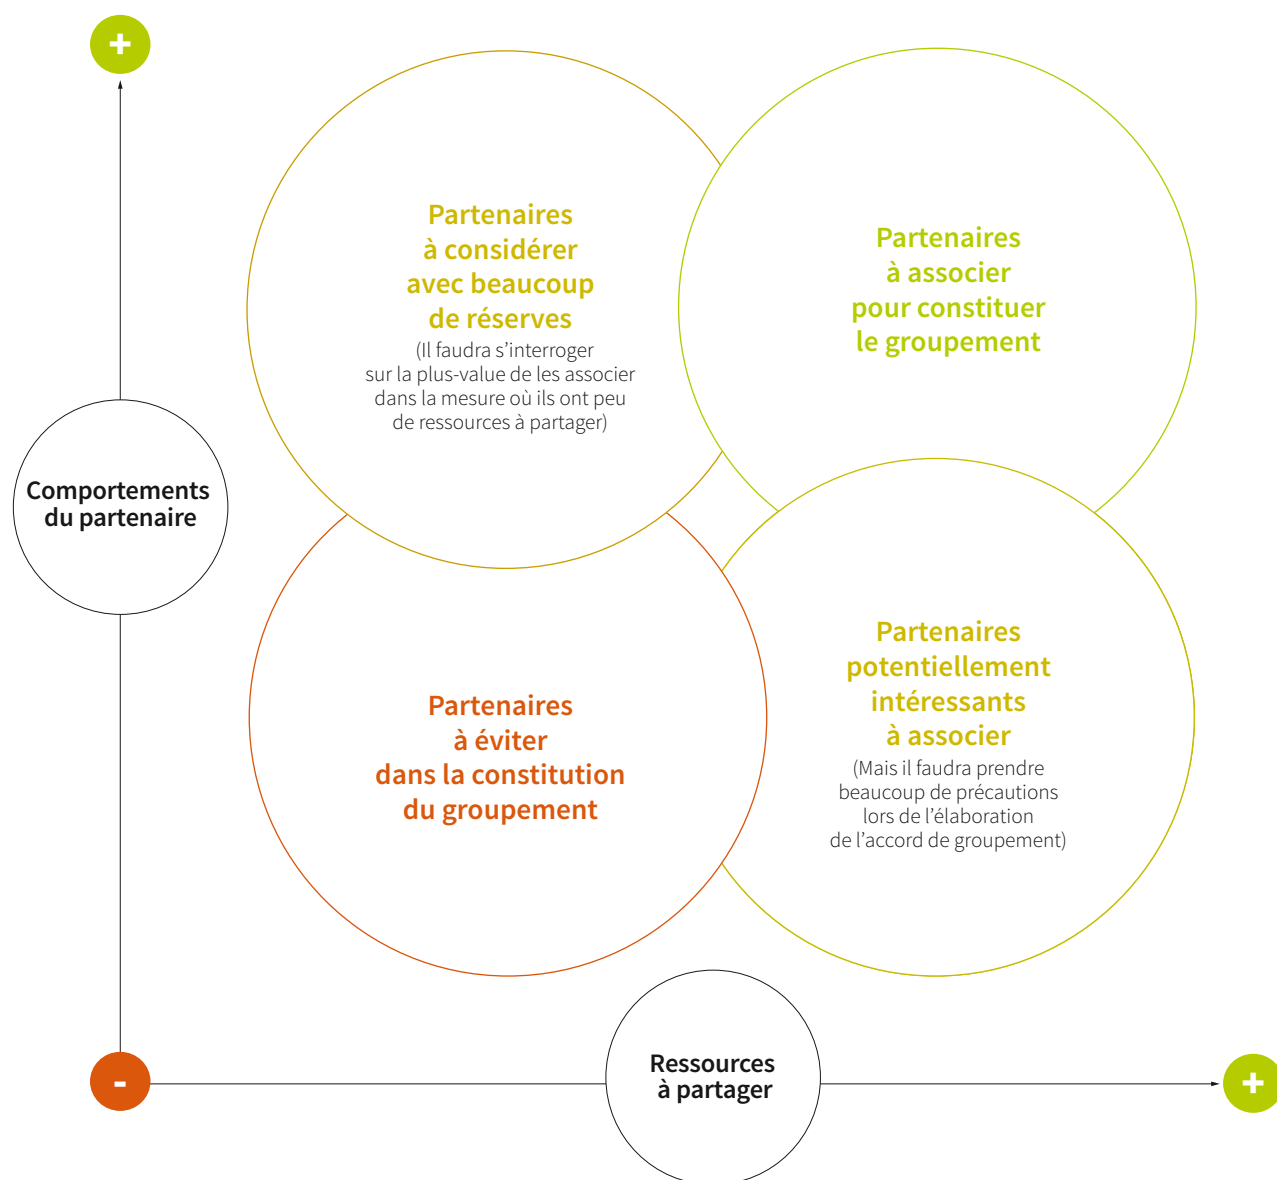 +
Partenaires
à considérer
avec beaucoup
de réserves
(Il faudra s’interroger
sur la plus-value de les associer
dans la mesure où ils ont peu
de ressources à partager)
Partenaires
à associer
pour constituer
le groupement
Comportements
du partenaire
Partenaires
à éviter
dans la constitution
du groupement
Partenaires
potentiellement
intéressants
à associer
(Mais il faudra prendre
beaucoup de précautions
lors de l’élaboration
de l’accord de groupement)
-
Ressources
à partager
+